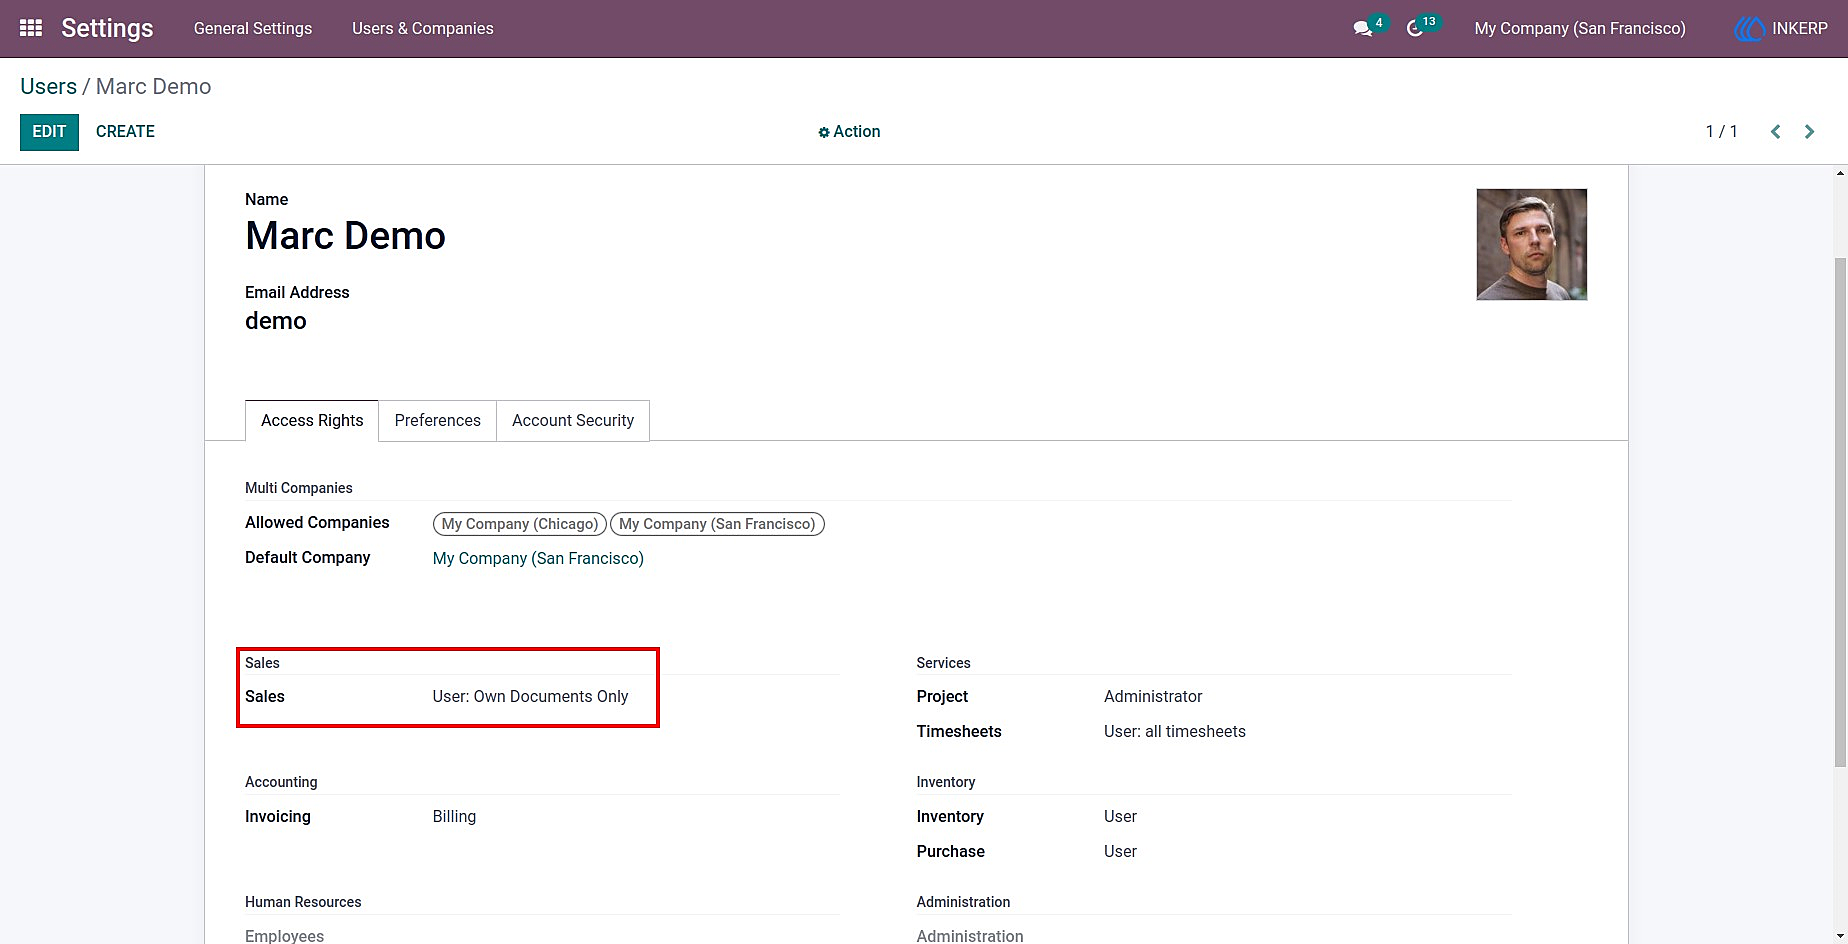 Settings General Settings Users & Companies 4 13 My Company (San Francisco) INKERP
Users / Marc Demo
EDIT CREATE Action 1 / 1
Name
Marc Demo
Email Address
demo
Access Rights Preferences Account Security
Multi Companies
Allowed Companies My Company (Chicago) My Company (San Francisco)
Default Company My Company (San Francisco)
Sales Services
Sales User: Own Documents Only Project Administrator
Timesheets User: all timesheets
Accounting Inventory
Invoicing Billing Inventory User
Purchase User
Human Resources Administration
Employees Administration